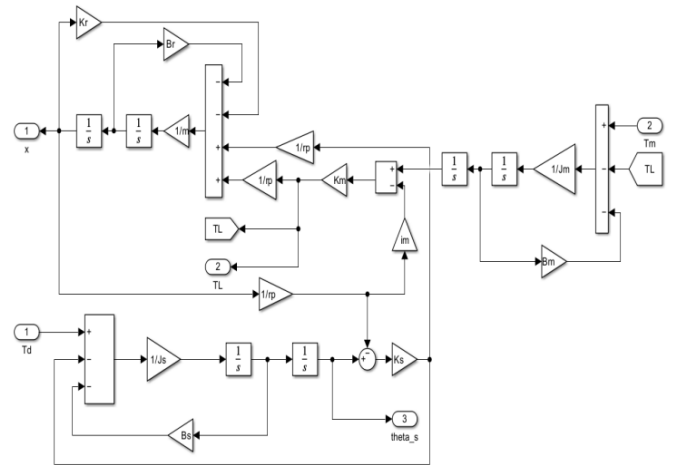 Kr
Br
1
x
1
s
1
s
1/m
−
−
+
+
1/rp
1/rp
Km
+
−
1
s
1
s
1/Jm
+
−
−
2
Tm
TL
Bm
TL
2
TL
im
1/rp
1
Td
+
−
−
1/Js
1
s
1
s
+
−
Ks
Bs
3
theta_s